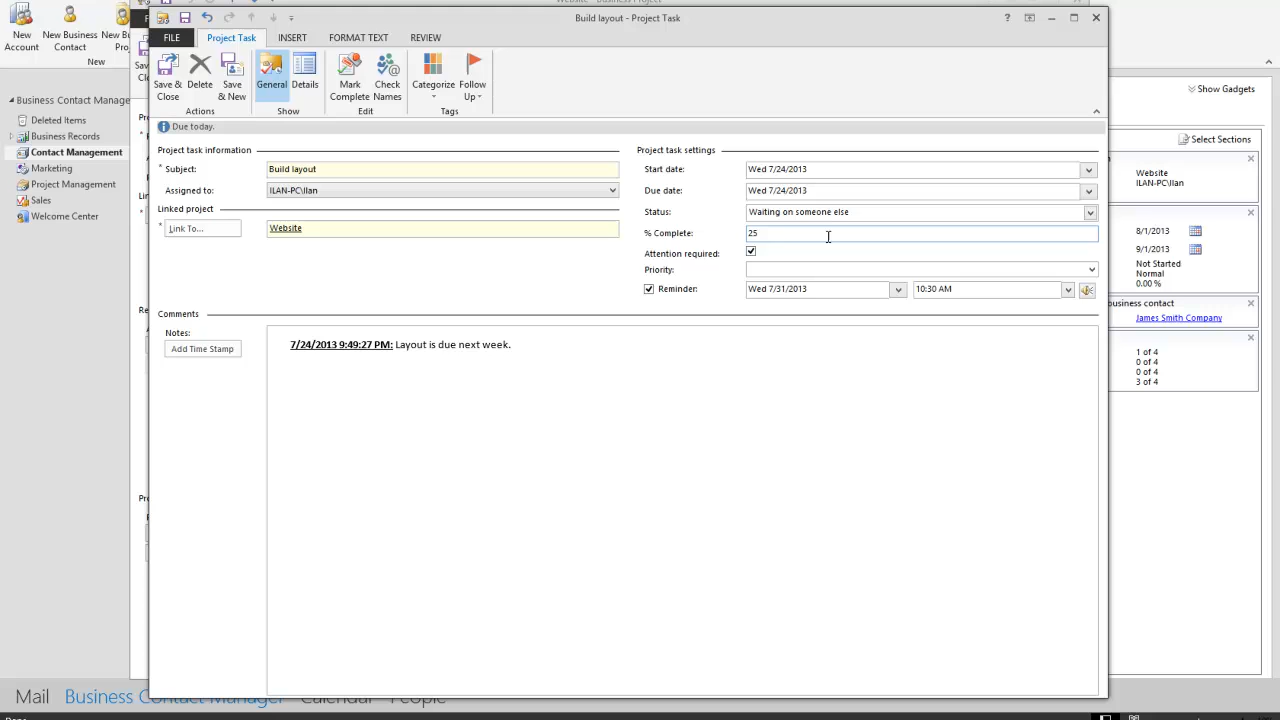 Build layout - Project Task
FILE
Project Task
INSERT
FORMAT TEXT
REVIEW
New Account
New Business Contact
New Bus
Pro
New
Save & Close
Delete
Save & New
General
Details
Mark Complete
Check Names
Categorize
Follow Up
Actions
Show
Edit
Tags
Due today.
Business Contact Manage
Deleted Items
Business Records
Contact Management
Marketing
Project Management
Sales
Welcome Center
Project task information
* Subject:
Build layout
Assigned to:
ILAN-PC\Ilan
Linked project
* Link To...
Website
Project task settings
Start date:
Wed 7/24/2013
Due date:
Wed 7/24/2013
Status:
Waiting on someone else
% Complete:
25
Attention required:
Priority:
Reminder:
Wed 7/31/2013
10:30 AM
Comments
Notes:
Add Time Stamp
7/24/2013 9:49:27 PM: Layout is due next week.
Show Gadgets
Select Sections
Website
ILAN-PC\Ilan
8/1/2013
9/1/2013
Not Started
Normal
0.00 %
business contact
James Smith Company
1 of 4
0 of 4
0 of 4
3 of 4
Mail
Business Contact Manager
Calendar
People